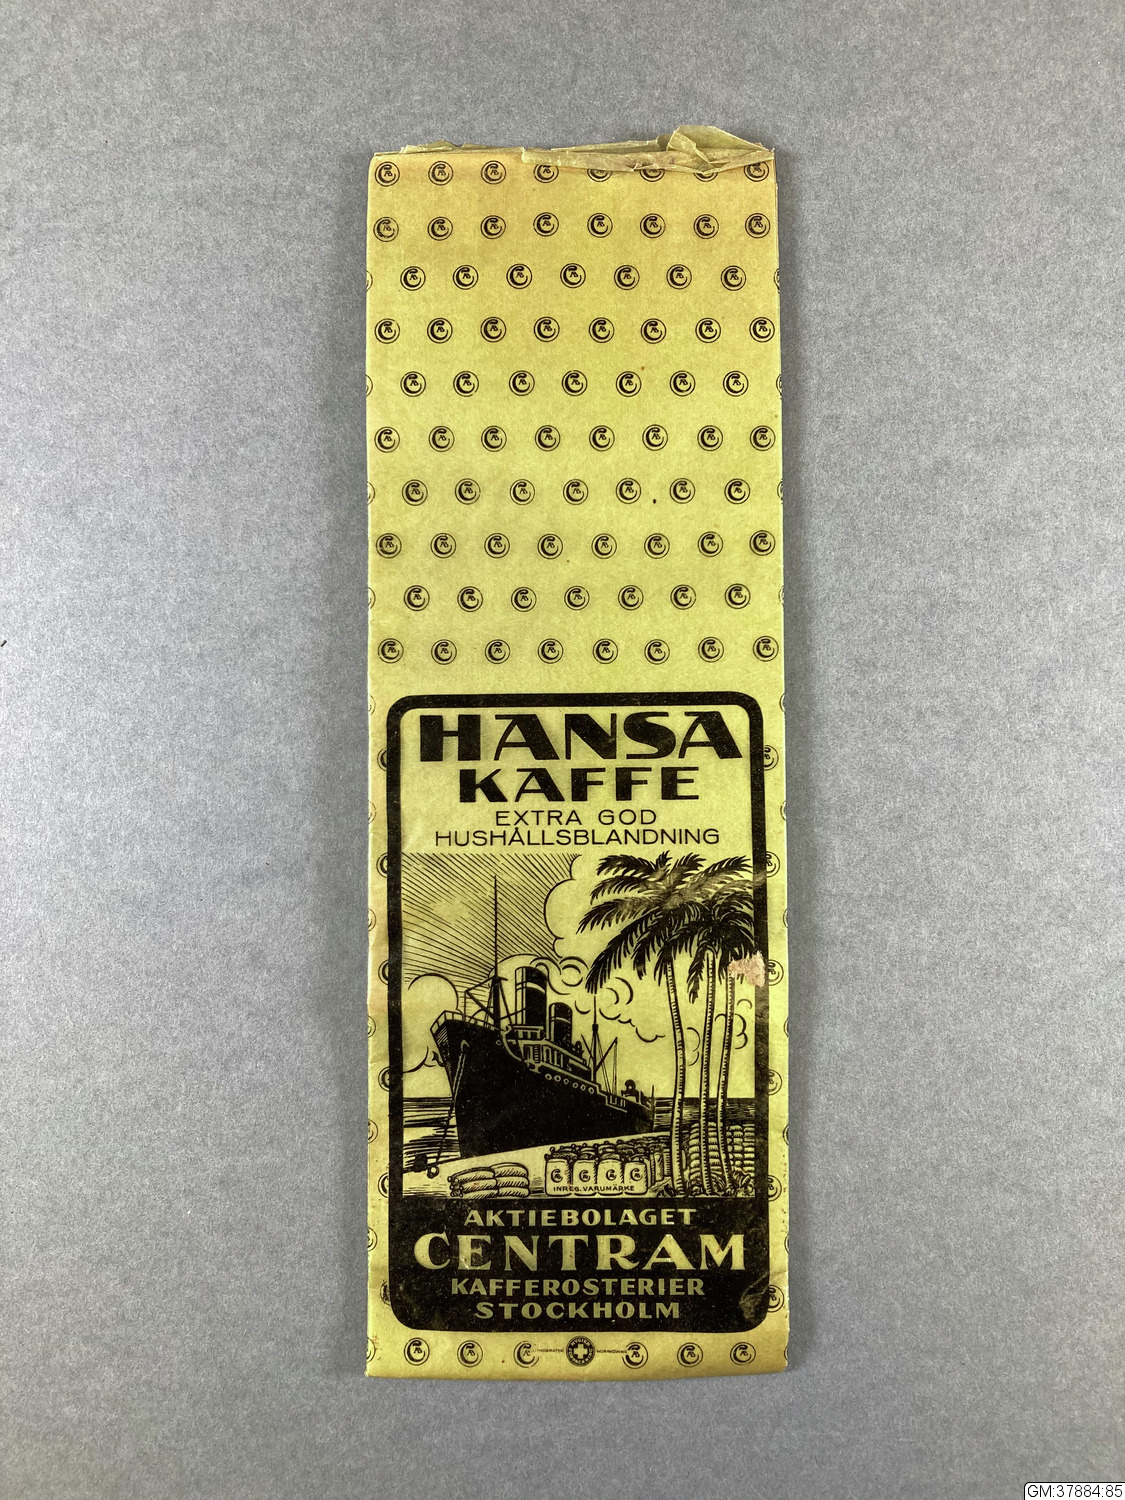 HANSA
KAFFE
EXTRA GOD
HUSHÅLLSBLANDNING
INREG. VARUMÄRKE
AKTIEBOLAGET
CENTRAM
KAFFEROSTERIER
STOCKHOLM
GM:37884:85